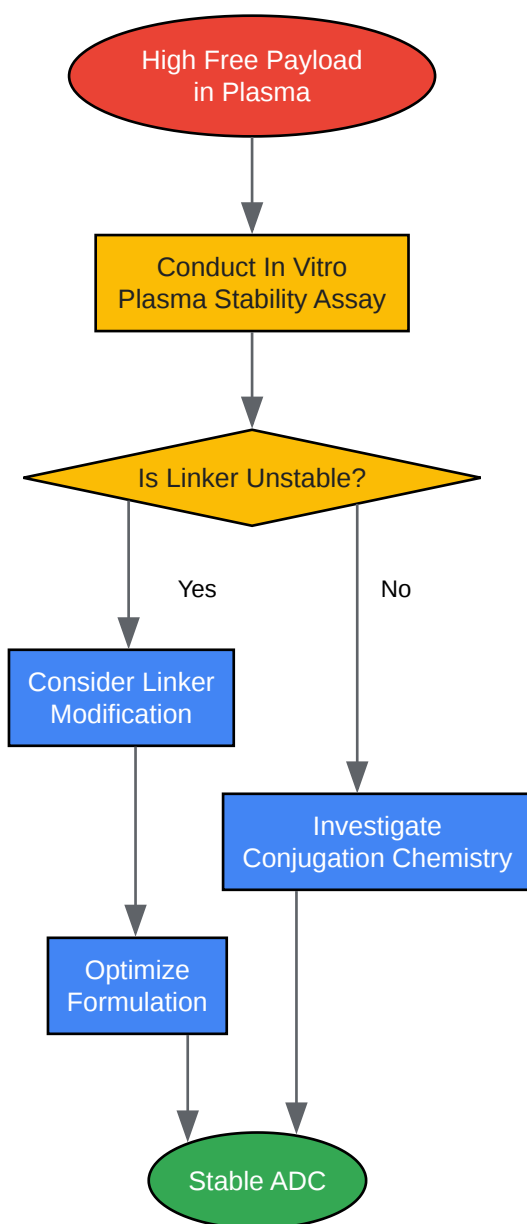 High Free Payload
in Plasma
Conduct In Vitro
Plasma Stability Assay
Is Linker Unstable?
Yes
No
Consider Linker
Modification
Investigate
Conjugation Chemistry
Optimize
Formulation
Stable ADC